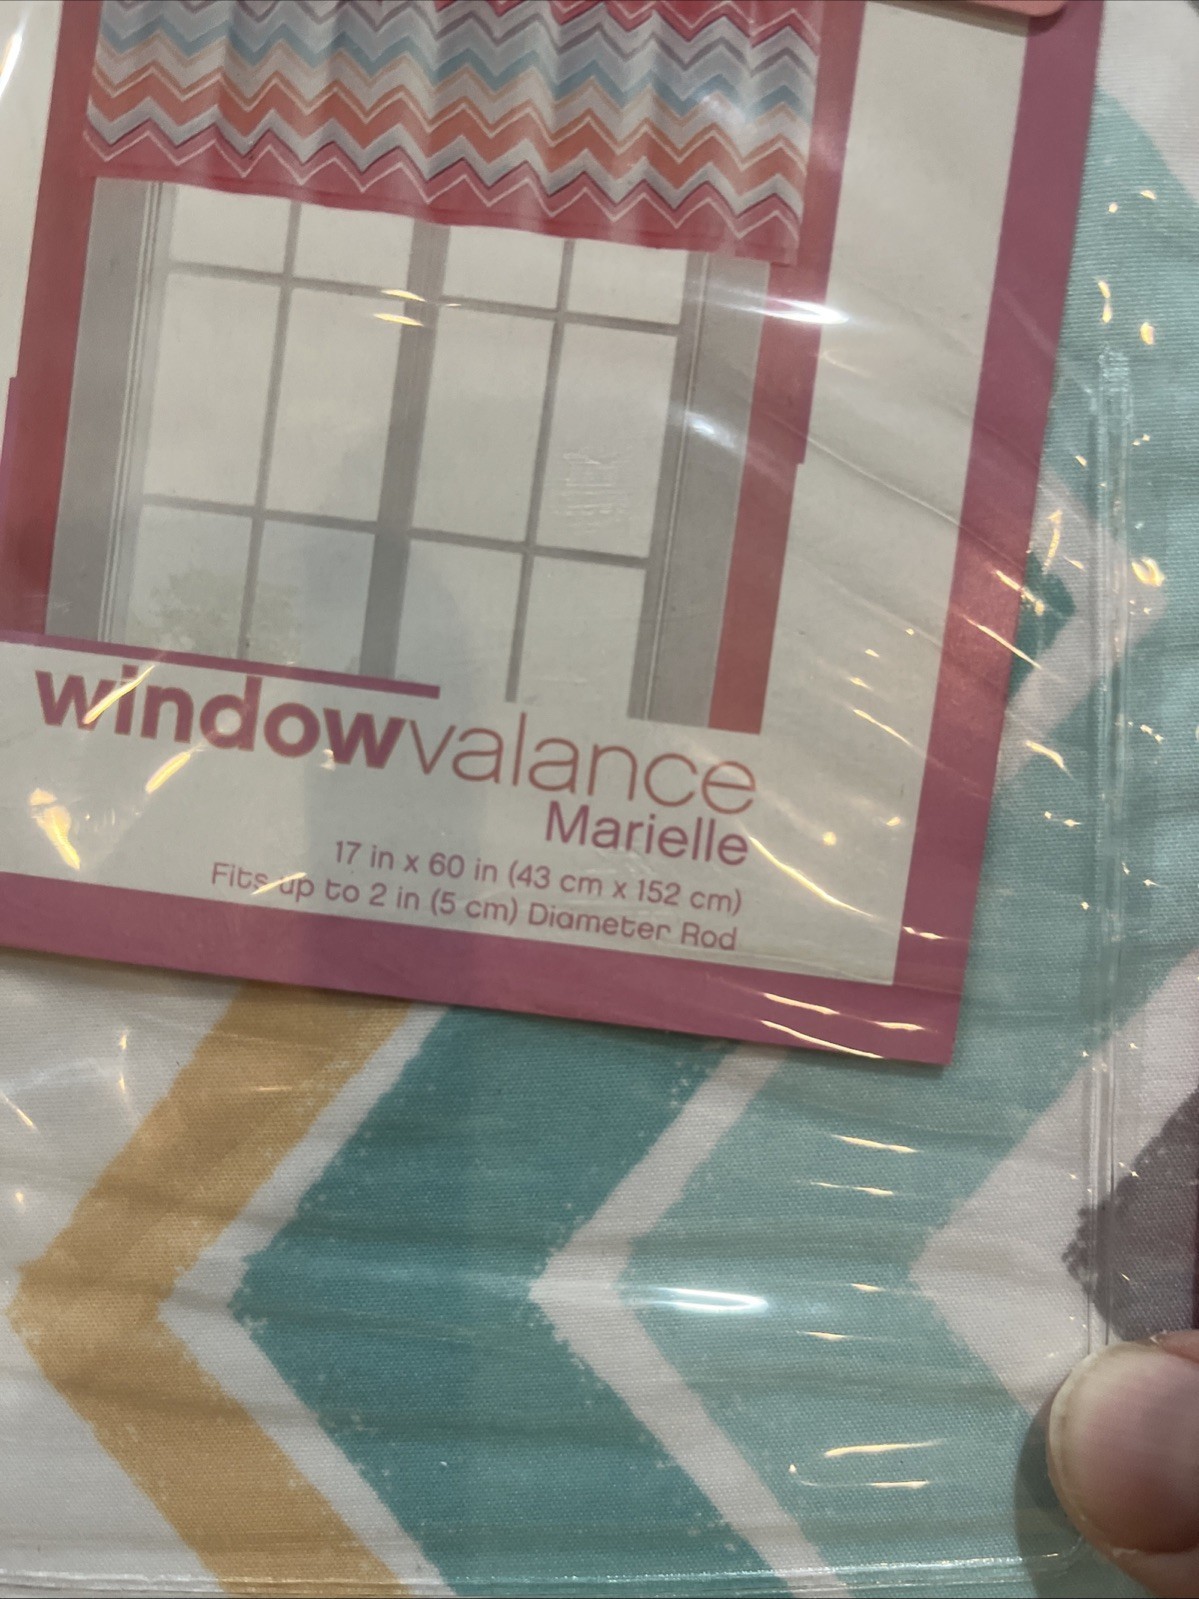 windowvalance
Marielle
17 in x 60 in (43 cm x 152 cm)
Fits up to 2 in (5 cm) Diameter Rod